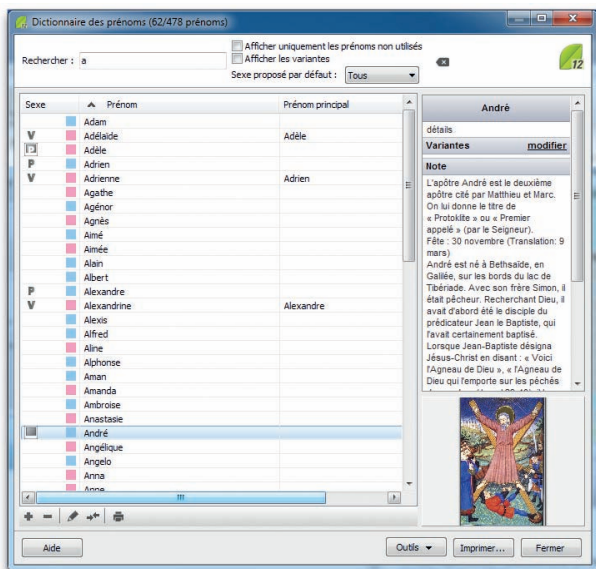 Dictionnaire des prénoms (62/478 prénoms)
Rechercher : a
Afficher uniquement les prénoms non utilisés
Afficher les variantes
Sexe proposé par défaut : Tous
12
Sexe Prénom Prénom principal
Adam
V Adélaïde Adèle
Adèle
P Adrien
V Adrienne Adrien
Agathe
Agénor
Agnès
Aimé
Aimée
Alain
Albert
P Alexandre
V Alexandrine Alexandre
Alexis
Alfred
Aline
Alphonse
Aman
Amanda
Ambroise
Anastasie
André
Angélique
Angelo
Anna
Anne
André
détails
Variantes modifier
Note
L'apôtre André est le deuxième
apôtre cité par Matthieu et Marc.
On lui donne le titre de
« Protoklite » ou « Premier
appelé » (par le Seigneur).
Fête : 30 novembre (Translation: 9
mars)
André est né à Bethsaïde, en
Galilée, sur les bords du lac de
Tibériade. Avec son frère Simon, il
était pêcheur. Recherchant Dieu, il
avait d'abord été le disciple du
prédicateur Jean le Baptiste, qui
l'avait certainement baptisé.
Lorsque Jean-Baptiste désigna
Jésus-Christ en disant : « Voici
l'Agneau de Dieu », « l'Agneau de
Dieu qui l'emporte sur les péchés
Aide
Outils
Imprimer...
Fermer